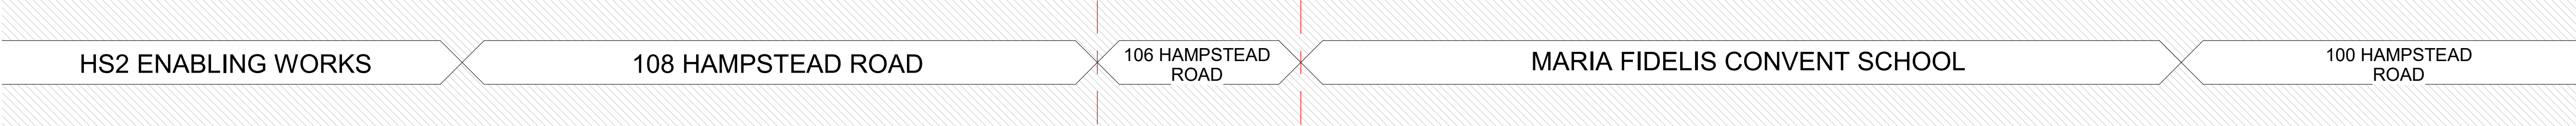 HS2 ENABLING WORKS
108 HAMPSTEAD ROAD
106 HAMPSTEAD
ROAD
MARIA FIDELIS CONVENT SCHOOL
100 HAMPSTEAD
ROAD